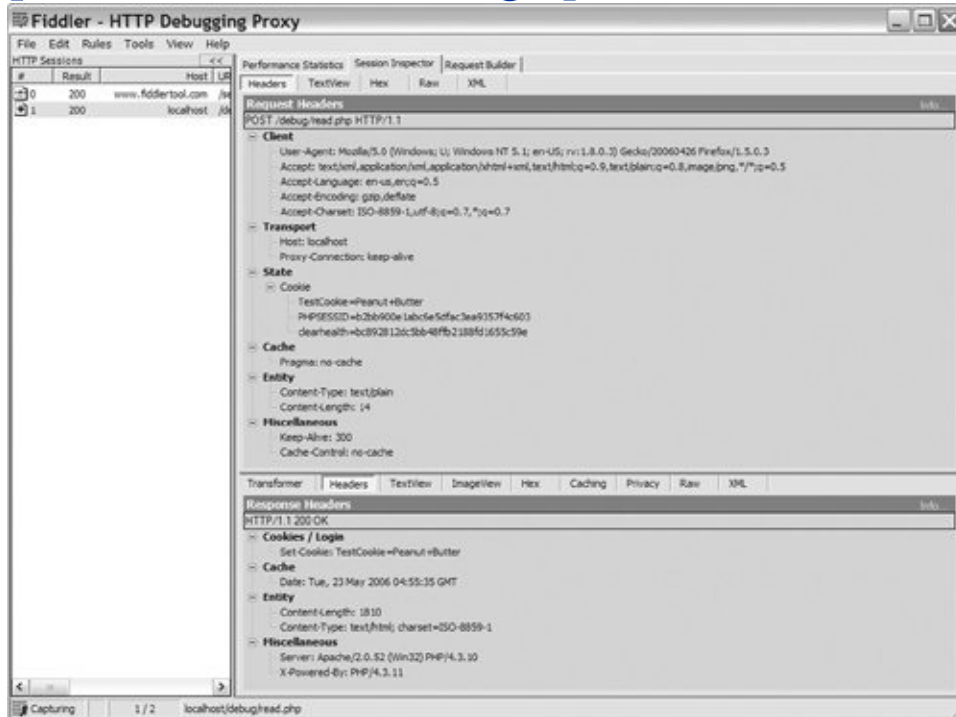 Fiddler - HTTP Debugging Proxy
File Edit Rules Tools View Help
HTTP Sessions <<
# Result Host UR
0 200 www.fiddlertool.com /se
1 200 localhost /de
Performance Statistics Session Inspector Request Builder
Headers TextView Hex Raw XML
Request Headers Info...
POST /debug/read.php HTTP/1.1
Client
User-Agent: Mozilla/5.0 (Windows; U; Windows NT 5.1; en-US; rv:1.8.0.3) Gecko/20060426 Firefox/1.5.0.3
Accept: text/xml,application/xml,application/xhtml+xml,text/html;q=0.9,text/plain;q=0.8,image/png,*/*;q=0.5
Accept-Language: en-us,en;q=0.5
Accept-Encoding: gzip,deflate
Accept-Charset: ISO-8859-1,utf-8;q=0.7,*;q=0.7
Transport
Host: localhost
Proxy-Connection: keep-alive
State
Cookie
TestCookie=Peanut+Butter
PHPSESSID=b2bb900e1abc6e5dfac3ea9357f4c603
clearhealth=bc892812dc5bb48ffb2188fd1655c59e
Cache
Pragma: no-cache
Entity
Content-Type: text/plain
Content-Length: 14
Miscellaneous
Keep-Alive: 300
Cache-Control: no-cache
Transformer Headers TextView ImageView Hex Caching Privacy Raw XML
Response Headers Info...
HTTP/1.1 200 OK
Cookies / Login
Set-Cookie: TestCookie=Peanut+Butter
Cache
Date: Tue, 23 May 2006 04:55:35 GMT
Entity
Content-Length: 1810
Content-Type: text/html; charset=ISO-8859-1
Miscellaneous
Server: Apache/2.0.52 (Win32) PHP/4.3.10
X-Powered-By: PHP/4.3.11
Capturing 1 / 2 localhost/debug/read.php